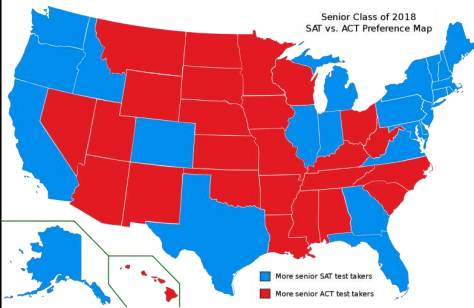 Senior Class of 2018
SAT vs. ACT Preference Map
More senior SAT test takers
More senior ACT test takers